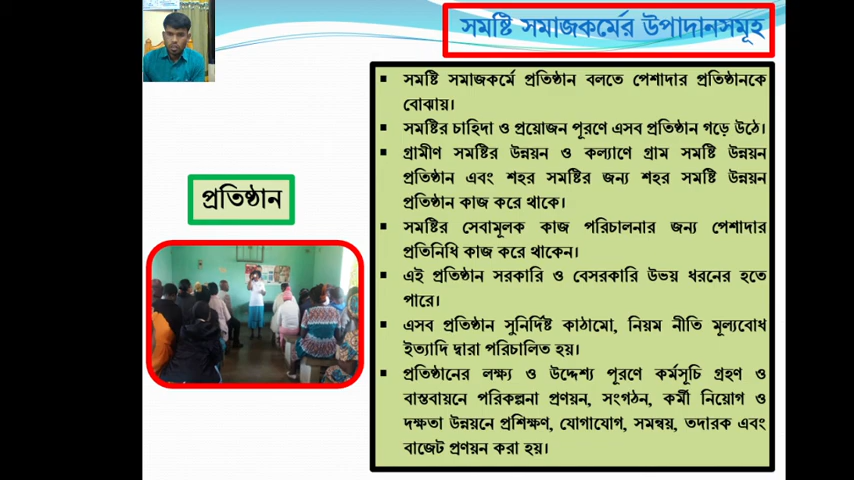 সমষ্টি সমাজকর্মের উপাদানসমূহ
প্রতিষ্ঠান
▪ সমষ্টি সমাজকর্মে প্রতিষ্ঠান বলতে পেশাদার প্রতিষ্ঠানকে
বোঝায়।
▪ সমষ্টির চাহিদা ও প্রয়োজন পূরণে এসব প্রতিষ্ঠান গড়ে উঠে।
▪ গ্রামীণ সমষ্টির উন্নয়ন ও কল্যাণে গ্রাম সমষ্টি উন্নয়ন
প্রতিষ্ঠান এবং শহর সমষ্টির জন্য শহর সমষ্টি উন্নয়ন
প্রতিষ্ঠান কাজ করে থাকে।
▪ সমষ্টির সেবামূলক কাজ পরিচালনার জন্য পেশাদার
প্রতিনিধি কাজ করে থাকেন।
▪ এই প্রতিষ্ঠান সরকারি ও বেসরকারি উভয় ধরনের হতে
পারে।
▪ এসব প্রতিষ্ঠান সুনির্দিষ্ট কাঠামো, নিয়ম নীতি মূল্যবোধ
ইত্যাদি দ্বারা পরিচালিত হয়।
▪ প্রতিষ্ঠানের লক্ষ্য ও উদ্দেশ্য পূরণে কর্মসূচি গ্রহণ ও
বাস্তবায়নে পরিকল্পনা প্রণয়ন, সংগঠন, কর্মী নিয়োগ ও
দক্ষতা উন্নয়নে প্রশিক্ষণ, যোগাযোগ, সমন্বয়, তদারক এবং
বাজেট প্রণয়ন করা হয়।